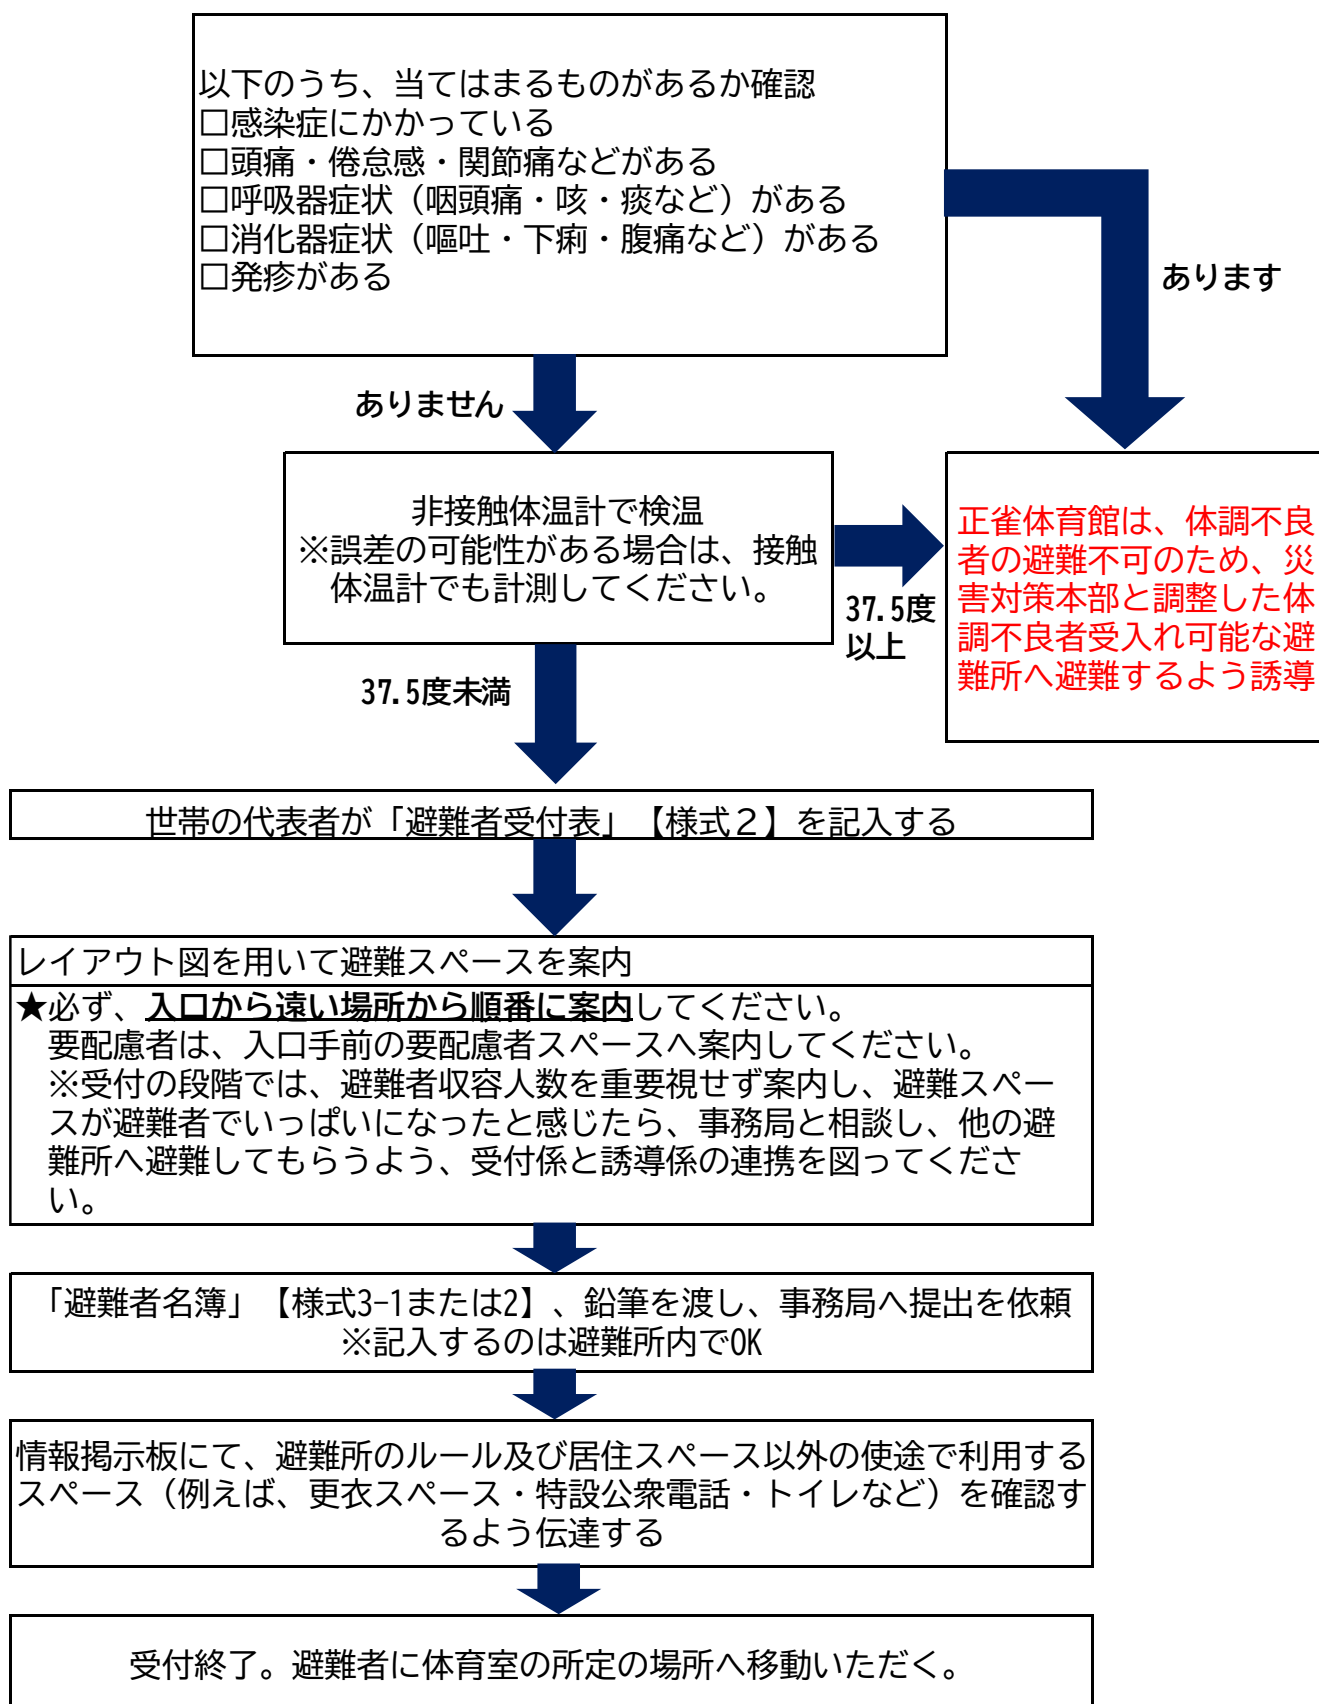 以下のうち、当てはまるものがあるか確認
□感染症にかかっている
□頭痛・倦怠感・関節痛などがある
□呼吸器症状（咽頭痛・咳・痰など）がある
□消化器症状（嘔吐・下痢・腹痛など）がある
□発疹がある
あります
ありません
非接触体温計で検温
※誤差の可能性がある場合は、接触
体温計でも計測してください。
37.5度
以上
正雀体育館は、体調不良
者の避難不可のため、災
害対策本部と調整した体
調不良者受入れ可能な避
難所へ避難するよう誘導
37.5度未満
世帯の代表者が「避難者受付表」【様式２】を記入する
レイアウト図を用いて避難スペースを案内
★必ず、入口から遠い場所から順番に案内してください。
要配慮者は、入口手前の要配慮者スペースへ案内してください。
※受付の段階では、避難者収容人数を重要視せず案内し、避難スペー
スが避難者でいっぱいになったと感じたら、事務局と相談し、他の避
難所へ避難してもらうよう、受付係と誘導係の連携を図ってくださ
い。
「避難者名簿」【様式3-1または2】、鉛筆を渡し、事務局へ提出を依頼
※記入するのは避難所内でOK
情報掲示板にて、避難所のルール及び居住スペース以外の使途で利用する
スペース（例えば、更衣スペース・特設公衆電話・トイレなど）を確認す
るよう伝達する
受付終了。避難者に体育室の所定の場所へ移動いただく。